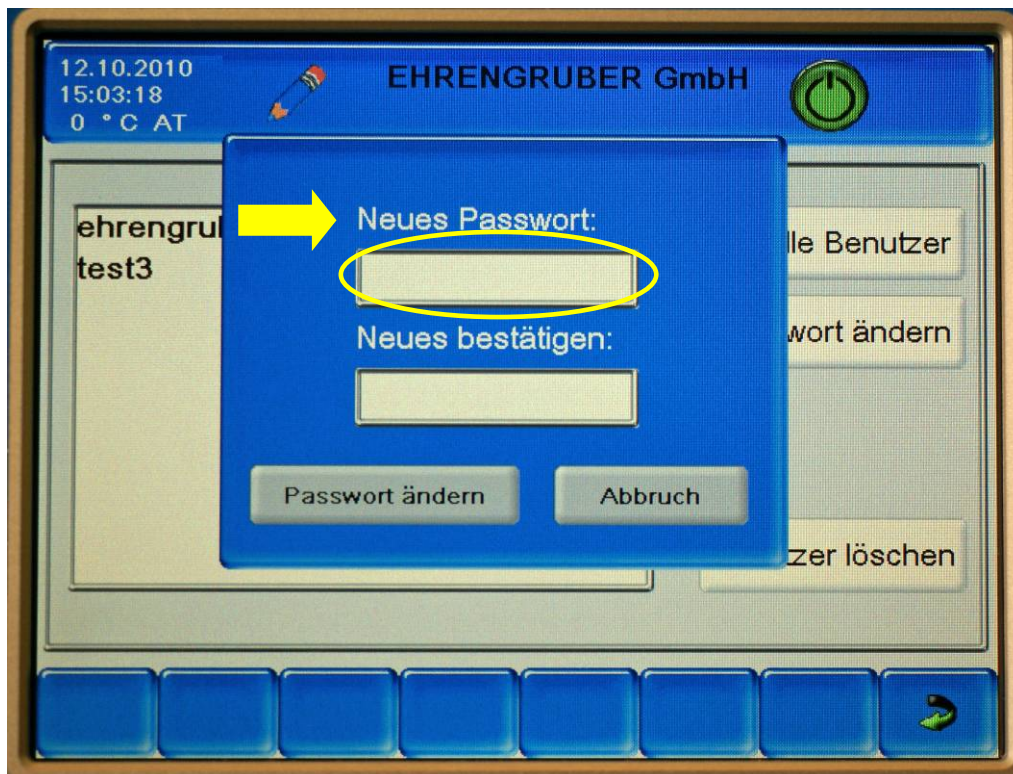 12.10.2010
15:03:18
0 °C AT
EHRENGRUBER GmbH
test3
Neues Passwort:
Neues bestätigen:
Passwort ändern
Abbruch
lle Benutzer
wort ändern
zer löschen